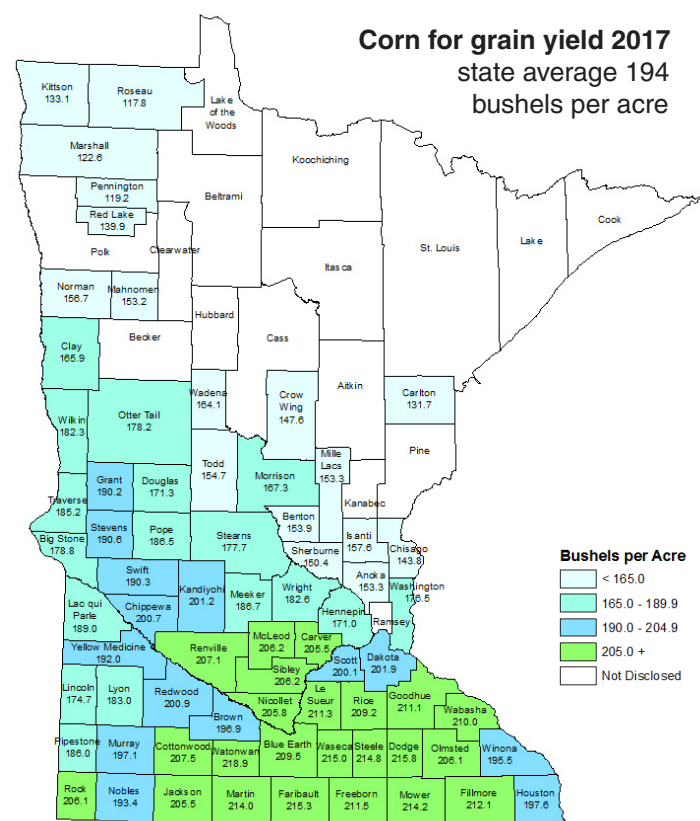 Corn for grain yield 2017
state average 194
bushels per acre
Kittson
133.1
Roseau
117.8
Lake
of the
Woods
Marshall
122.6
Koochiching
Pennington
119.2
Red Lake
139.9
Beltrami
Polk
Clearwater
Itasca
St. Louis
Lake
Cook
Norman
156.7
Mahnomen
153.2
Hubbard
Cass
Clay
165.9
Becker
Aitkin
Wadena
164.1
Crow
Wing
147.6
Carlton
131.7
Wilkin
182.3
Otter Tail
178.2
Pine
Todd
154.7
Morrison
167.3
Mille
Lacs
153.3
Grant
190.2
Douglas
171.3
Kanabec
Traverse
185.2
Stevens
190.6
Pope
186.5
Stearns
177.7
Benton
153.9
Isanti
157.6
Chisago
143.8
Big Stone
178.8
Sherburne
150.4
Swift
190.3
Kandiyohi
201.2
Meeker
186.7
Wright
182.6
Anoka
153.3
Washington
176.5
Lac qui
Parle
189.0
Chippewa
200.7
Hennepin
171.0
Ramsey
Yellow Medicine
192.0
Renville
207.1
McLeod
206.2
Carver
205.5
Scott
200.1
Dakota
201.9
Sibley
206.2
Lincoln
174.7
Lyon
183.0
Redwood
200.9
Nicollet
205.8
Le
Sueur
211.3
Rice
209.2
Goodhue
211.1
Wabasha
210.0
Brown
196.9
Pipestone
186.0
Murray
197.1
Cottonwood
207.5
Watonwan
218.9
Blue Earth
209.5
Waseca
215.0
Steele
214.8
Dodge
215.8
Olmsted
206.1
Winona
195.5
Rock
206.1
Nobles
193.4
Jackson
205.5
Martin
214.0
Faribault
215.3
Freeborn
211.5
Mower
214.2
Fillmore
212.1
Houston
197.6
Bushels per Acre
< 165.0
165.0 - 189.9
190.0 - 204.9
205.0 +
Not Disclosed